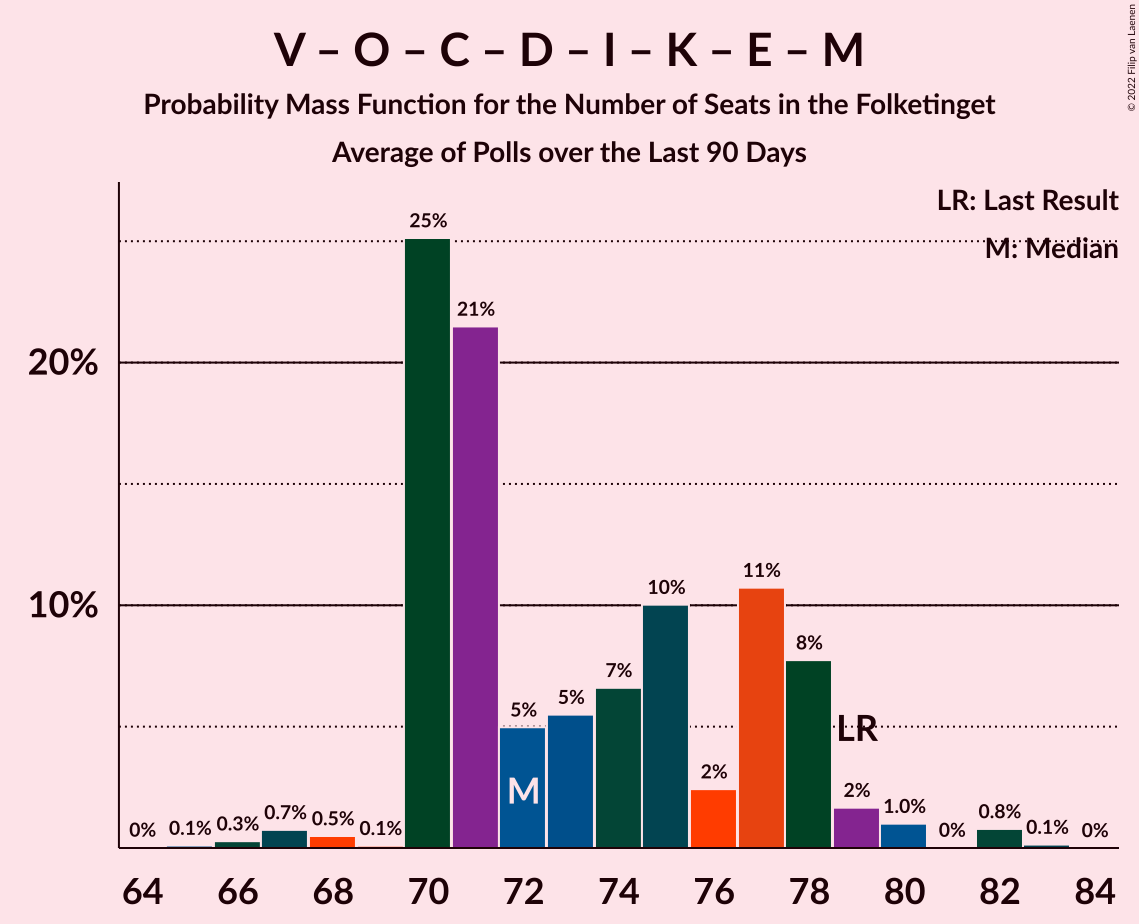 V – O – C – D – I – K – E – M
Probability Mass Function for the Number of Seats in the Folketinget
Average of Polls over the Last 90 Days
© 2022 Filip van Laenen
LR: Last Result
M: Median
20%
10%
0%
0.1%
0.3%
0.7%
0.5%
0.1%
25%
21%
5%
5%
7%
10%
2%
11%
8%
2%
1.0%
0%
0.8%
0.1%
0%
M
LR
64 66 68 70 72 74 76 78 80 82 84